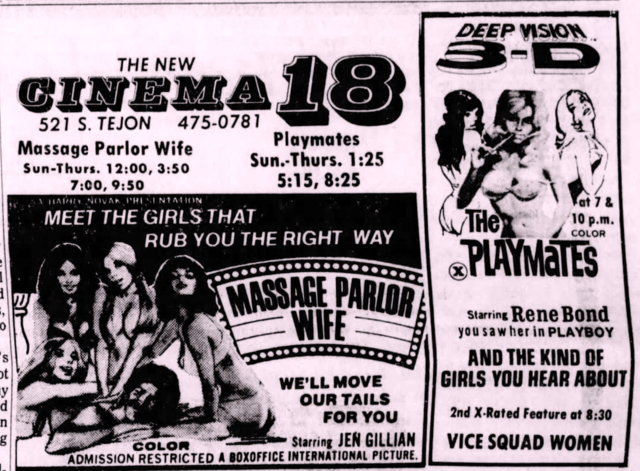 THE NEW
CINEMA 18
521 S. TEJON 475-0781
Massage Parlor Wife
Sun-Thurs. 12:00, 3:50
7:00, 9:50
Playmates
Sun.-Thurs. 1:25
5:15, 8:25
A HARRY NOVAK PRESENTATION
MEET THE GIRLS THAT
RUB YOU THE RIGHT WAY
MASSAGE PARLOR
WIFE
WE'LL MOVE
OUR TAILS
FOR YOU
Starring JEN GILLIAN
COLOR
ADMISSION RESTRICTED A BOXOFFICE INTERNATIONAL PICTURE.
DEEP VISION
3-D
at 7 &
10 p.m.
COLOR
THE
X PLAYMATES
Starring Rene Bond
you saw her in PLAYBOY
AND THE KIND OF
GIRLS YOU HEAR ABOUT
2nd X-Rated Feature at 8:30
VICE SQUAD WOMEN